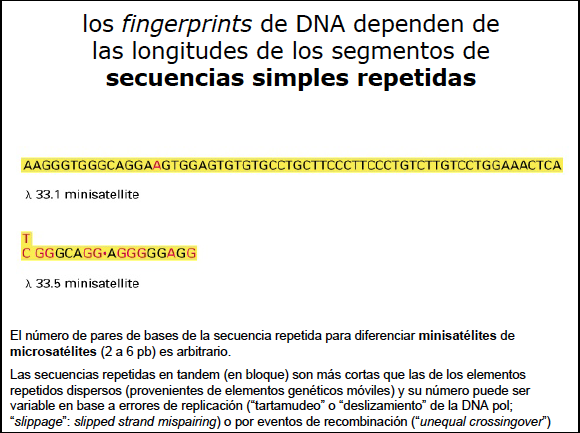 los fingerprints de DNA dependen de
las longitudes de los segmentos de
secuencias simples repetidas
AAGGGTGGGCAGGAAGTGGAGTGTGTGCCTGCTTCCCTTCCCTGTCTTGTCCTGGAAACTCA
λ 33.1 minisatellite
T
C GGGCAGG•AGGGGGAGG
λ 33.5 minisatellite
El número de pares de bases de la secuencia repetida para diferenciar minisatélites de
microsatélites (2 a 6 pb) es arbitrario.
Las secuencias repetidas en tandem (en bloque) son más cortas que las de los elementos
repetidos dispersos (provenientes de elementos genéticos móviles) y su número puede ser
variable en base a errores de replicación (“tartamudeo” o “deslizamiento” de la DNA pol;
“slippage”: slipped strand mispairing) o por eventos de recombinación (“unequal crossingover”)